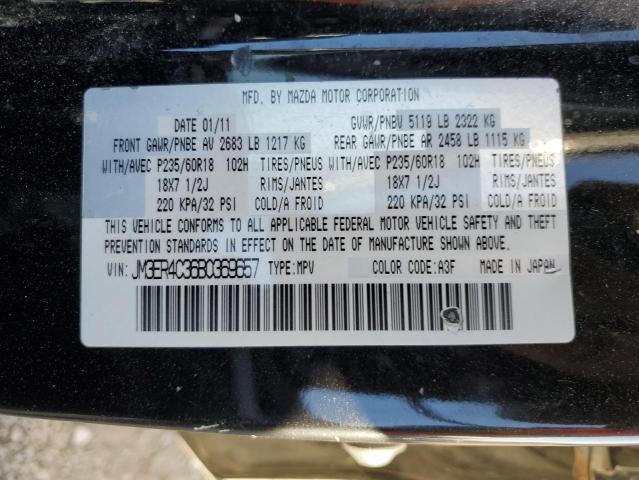 MFD. BY MAZDA MOTOR CORPORATION
DATE 01/11 GVWR/PNBV 5119 LB 2322 KG
FRONT GAWR/PNBE AV 2683 LB 1217 KG REAR GAWR/PNBE AR 2458 LB 1115 KG
WITH/AVEC P235/60R18 102H TIRES/PNEUS WITH/AVEC P235/60R18 102H TIRES/PNEUS
18X7 1/2J RIMS/JANTES 18X7 1/2J RIMS/JANTES
220 KPA/32 PSI COLD/A FROID 220 KPA/32 PSI COLD/A FROID
THIS VEHICLE CONFORMS TO ALL APPLICABLE FEDERAL MOTOR VEHICLE SAFETY AND THEFT
PREVENTION STANDARDS IN EFFECT ON THE DATE OF MANUFACTURE SHOWN ABOVE.
VIN: JM3ER4C36B0369657 TYPE: MPV COLOR CODE: A3F MADE IN JAPAN